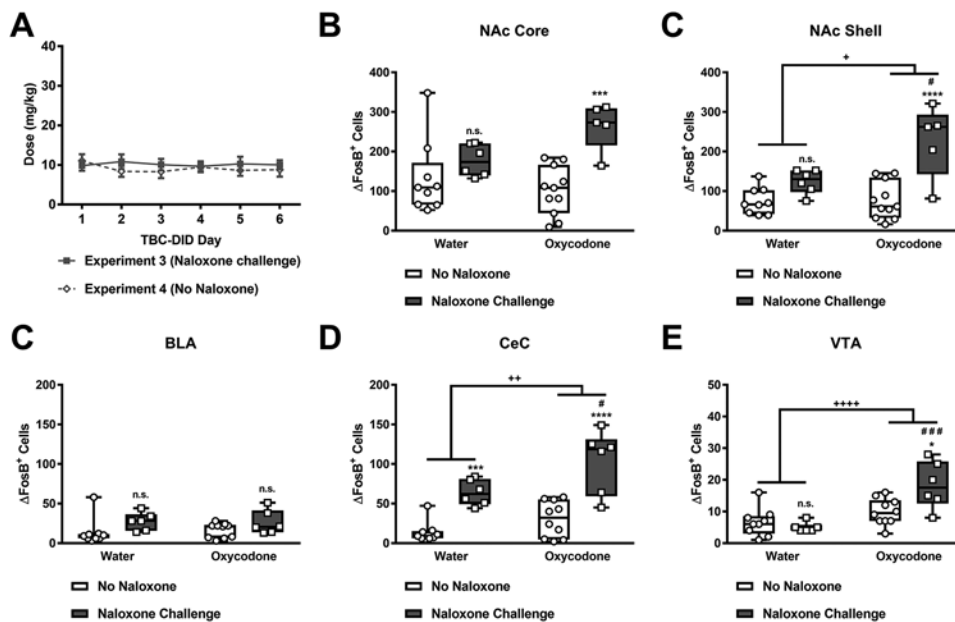 A
Dose (mg/kg)
40
30
20
10
0
1 2 3 4 5 6
TBC-DID Day
Experiment 3 (Naloxone challenge)
Experiment 4 (No Naloxone)
B
NAc Core
ΔFosB+ Cells
400
300
200
100
0
n.s.
***
Water Oxycodone
No Naloxone
Naloxone Challenge
C
NAc Shell
ΔFosB+ Cells
400
300
200
100
0
+
n.s.
#
****
Water Oxycodone
No Naloxone
Naloxone Challenge
C
BLA
ΔFosB+ Cells
200
150
100
50
0
n.s.
n.s.
Water Oxycodone
No Naloxone
Naloxone Challenge
D
CeC
ΔFosB+ Cells
200
150
100
50
0
++
***
#
****
Water Oxycodone
No Naloxone
Naloxone Challenge
E
VTA
ΔFosB+ Cells
50
40
30
20
10
0
++++
n.s.
###
*
Water Oxycodone
No Naloxone
Naloxone Challenge